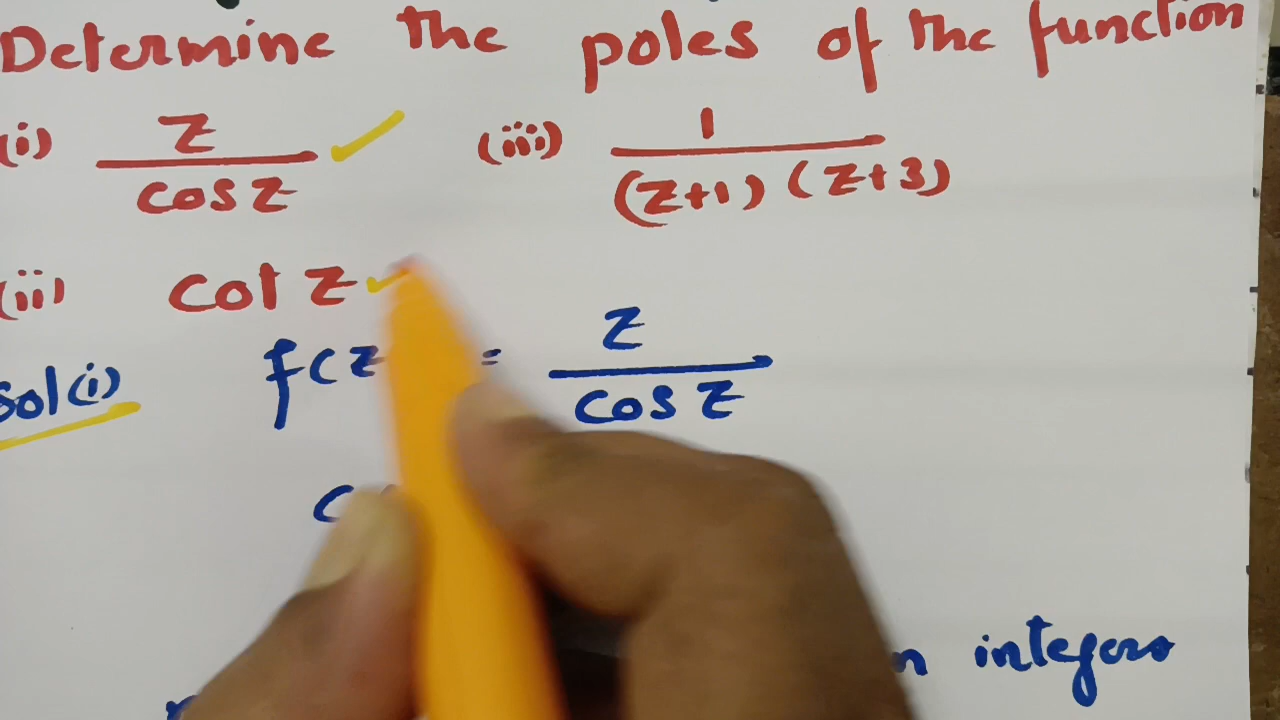 Determine the poles of the function
(i) z / cos z (iii) 1 / (z+1) (z+3)
(ii) cot z
Sol(i) f(z = z / cos z
integers